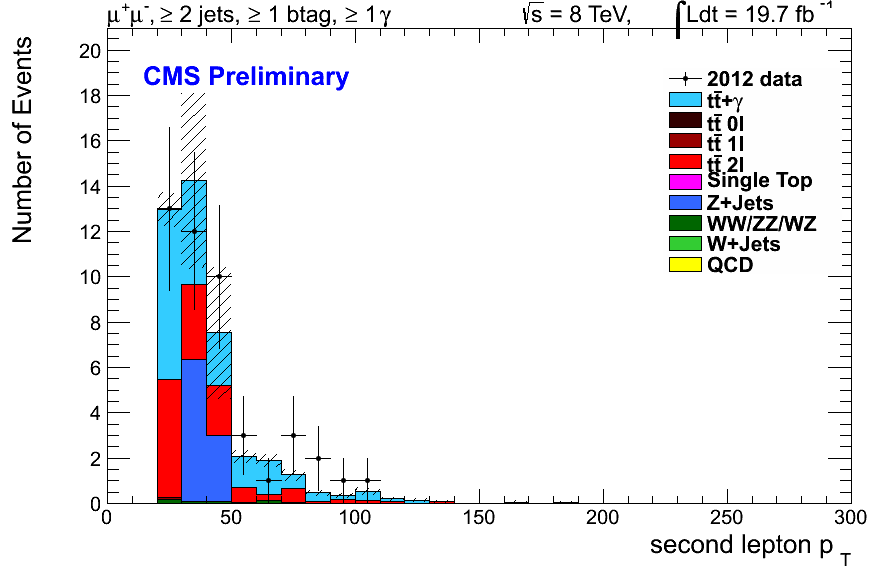 μ⁺μ⁻, ≥ 2 jets, ≥ 1 btag, ≥ 1 γ √s = 8 TeV, ∫Ldt = 19.7 fb⁻¹
CMS Preliminary
Number of Events
20
18
16
14
12
10
8
6
4
2
0
2012 data
tt̄+γ
tt̄ 0l
tt̄ 1l
tt̄ 2l
Single Top
Z+Jets
WW/ZZ/WZ
W+Jets
QCD
0 50 100 150 200 250 300
second lepton p_T